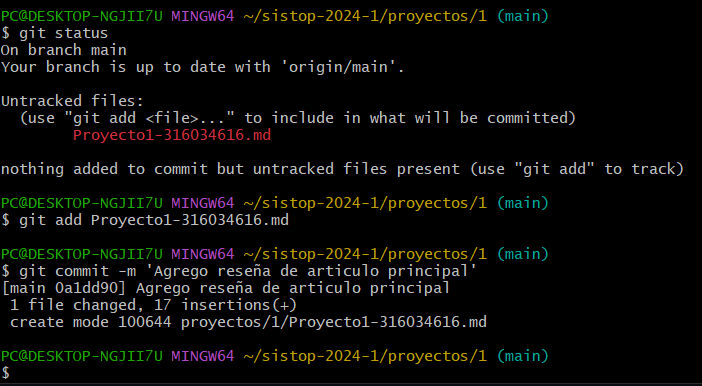 PC@DESKTOP-NGJII7U MINGW64 ~/sistop-2024-1/proyectos/1 (main)
$ git status
On branch main
Your branch is up to date with 'origin/main'.
Untracked files:
  (use "git add <file>..." to include in what will be committed)
        Proyecto1-316034616.md
nothing added to commit but untracked files present (use "git add" to track)
PC@DESKTOP-NGJII7U MINGW64 ~/sistop-2024-1/proyectos/1 (main)
$ git add Proyecto1-316034616.md
PC@DESKTOP-NGJII7U MINGW64 ~/sistop-2024-1/proyectos/1 (main)
$ git commit -m 'Agrego reseña de articulo principal'
[main 0a1dd90] Agrego reseña de articulo principal
 1 file changed, 17 insertions(+)
 create mode 100644 proyectos/1/Proyecto1-316034616.md
PC@DESKTOP-NGJII7U MINGW64 ~/sistop-2024-1/proyectos/1 (main)
$